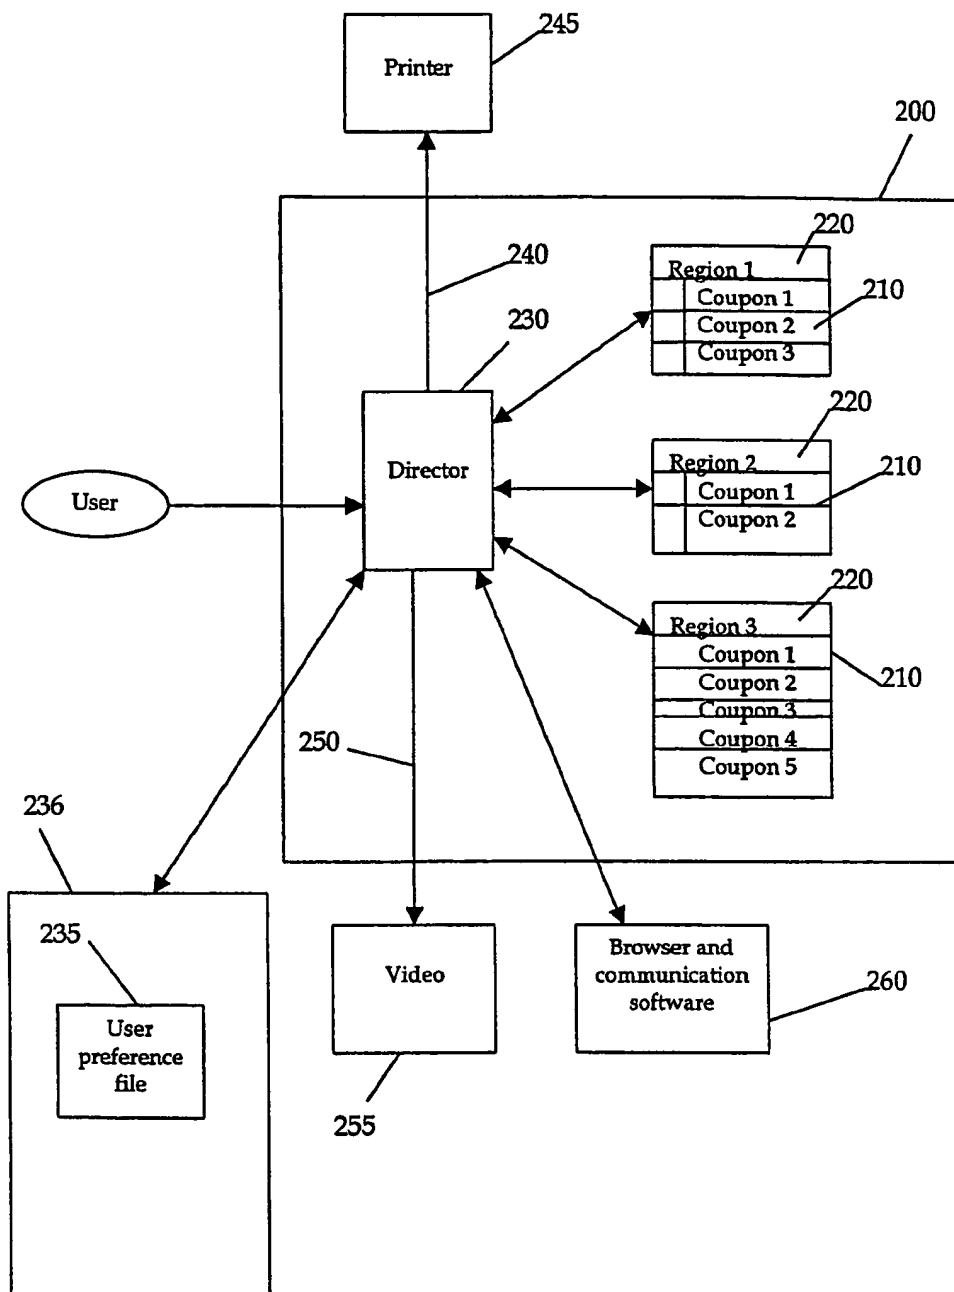 245
Printer
200
220
240
Region 1
210
Coupon 1
230
Coupon 2
Coupon 3
220
Region 2
Director
210
User
Coupon 1
Coupon 2
220
Region 3
Coupon 1
210
Coupon 2
Coupon 3
250
Coupon 4
Coupon 5
236
235
Video
Browser and
communication
software
260
User
preference
file
255